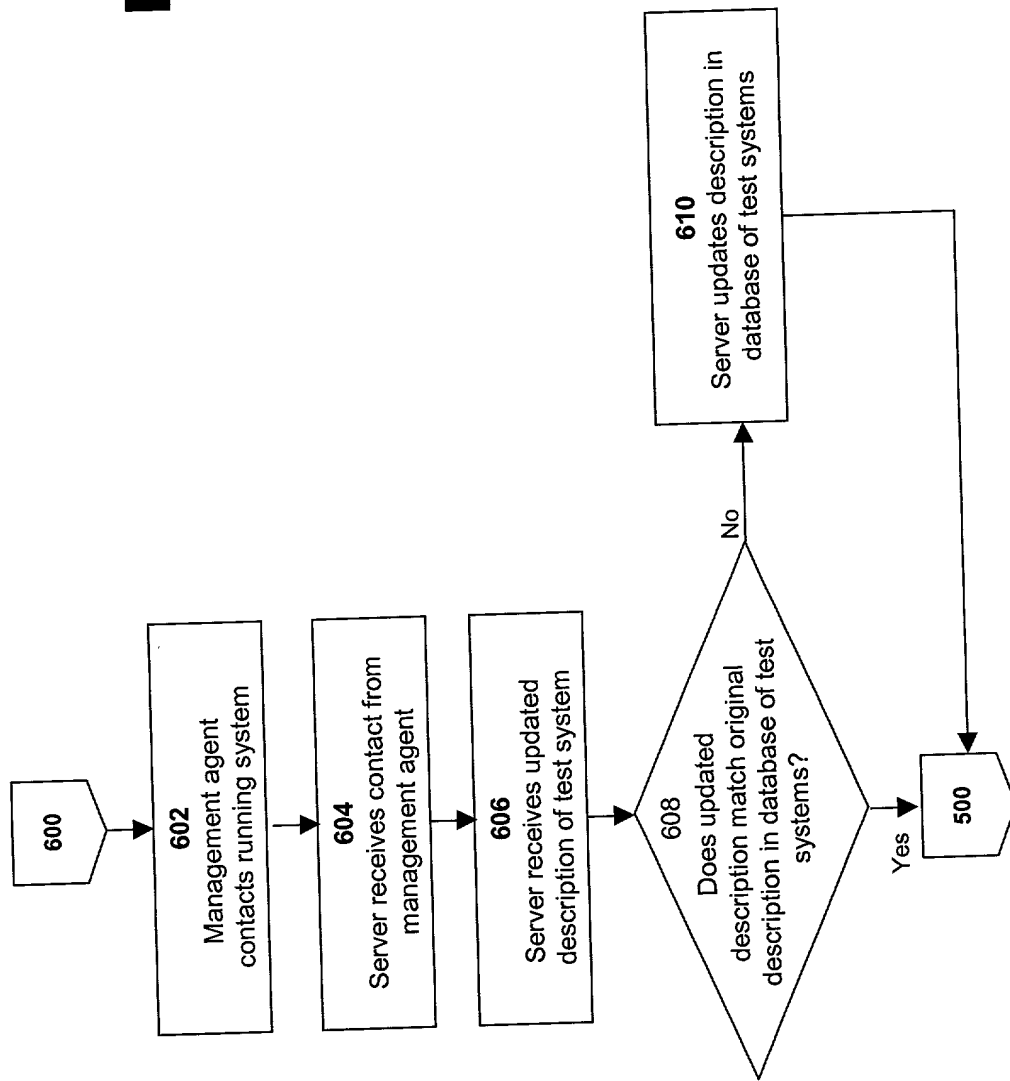 600
602
Management agent
contacts running system
604
Server receives contact from
management agent
606
Server receives updated
description of test system
608
Does updated
description match original
description in database of test
systems?
No
610
Server updates description in
database of test systems
Yes
500